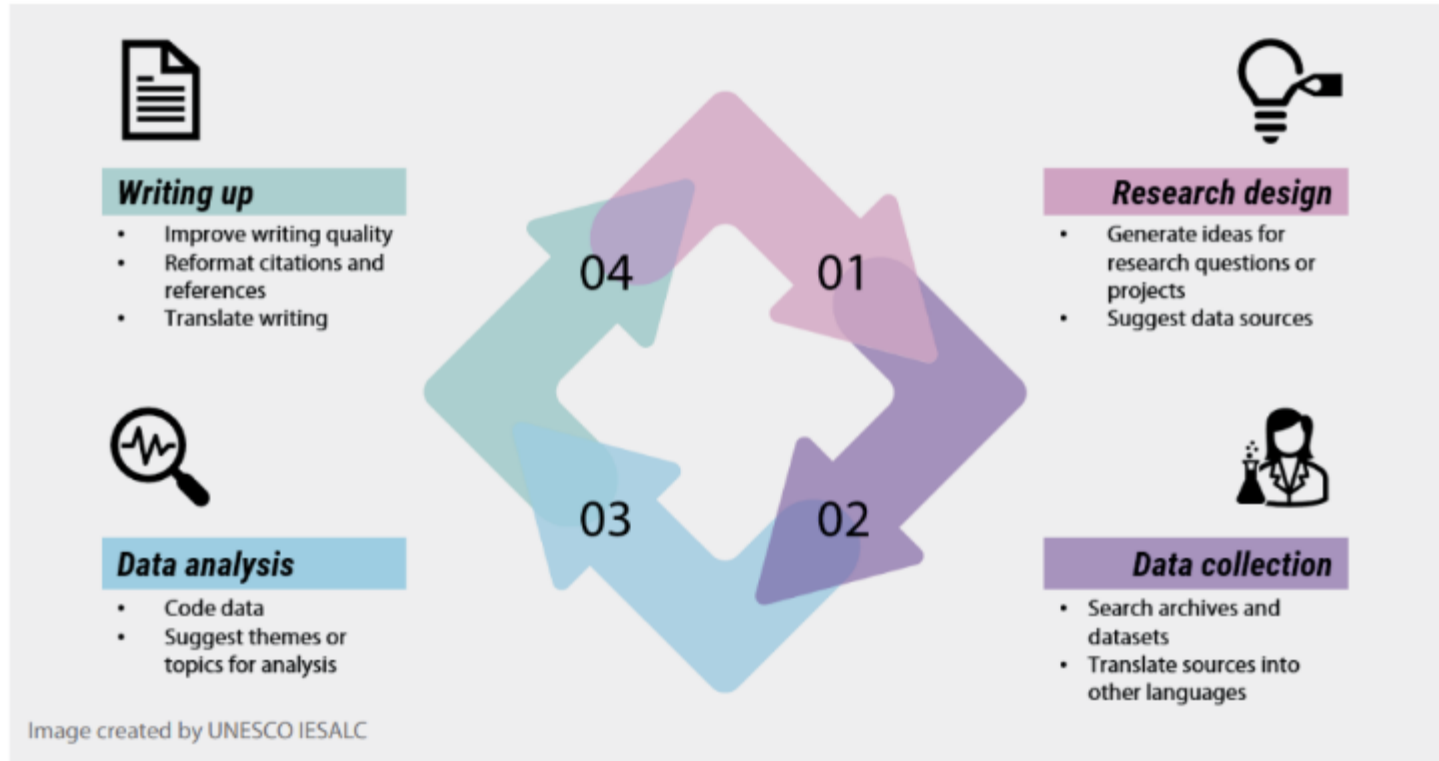 Writing up
• Improve writing quality
• Reformat citations and
references
• Translate writing
04
01
Research design
• Generate ideas for
research questions or
projects
• Suggest data sources
Data analysis
• Code data
• Suggest themes or
topics for analysis
03
02
Data collection
• Search archives and
datasets
• Translate sources into
other languages
Image created by UNESCO IESALC